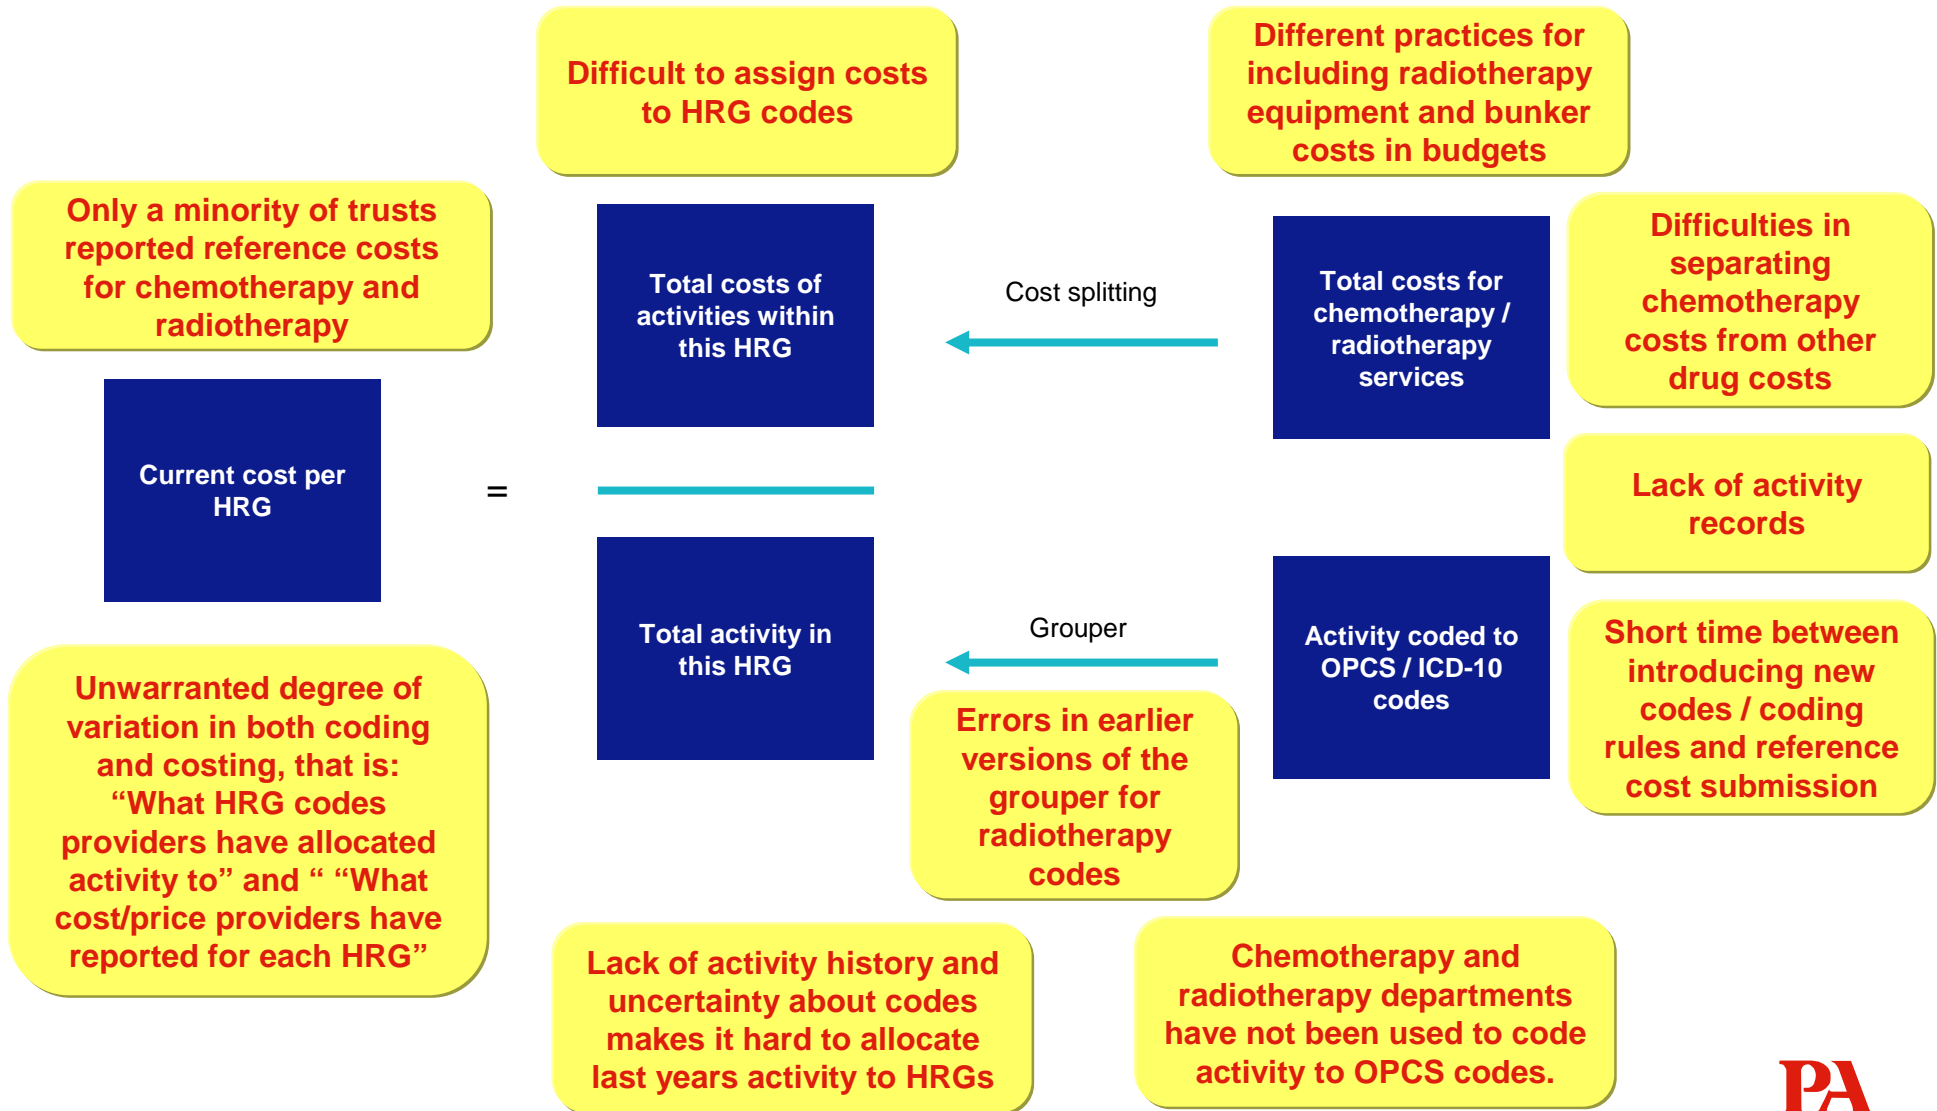 Difficult to assign costs
to HRG codes
Different practices for
including radiotherapy
equipment and bunker
costs in budgets
Only a minority of trusts
reported reference costs
for chemotherapy and
radiotherapy
Total costs of
activities within
this HRG
Cost splitting
Total costs for
chemotherapy /
radiotherapy
services
Difficulties in
separating
chemotherapy
costs from other
drug costs
Current cost per
HRG
=
Lack of activity
records
Total activity in
this HRG
Grouper
Activity coded to
OPCS / ICD-10
codes
Short time between
introducing new
codes / coding
rules and reference
cost submission
Unwarranted degree of
variation in both coding
and costing, that is:
“What HRG codes
providers have allocated
activity to” and “ “What
cost/price providers have
reported for each HRG”
Errors in earlier
versions of the
grouper for
radiotherapy
codes
Lack of activity history and
uncertainty about codes
makes it hard to allocate
last years activity to HRGs
Chemotherapy and
radiotherapy departments
have not been used to code
activity to OPCS codes.
PA